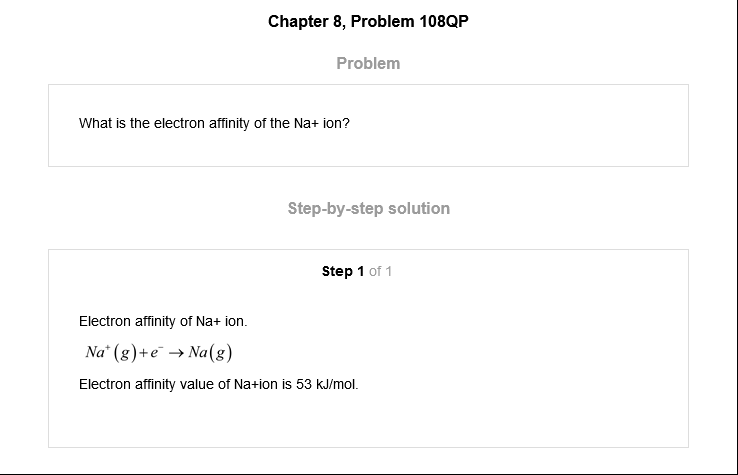 Chapter 8, Problem 108QP
Problem
What is the electron affinity of the Na+ ion?
Step-by-step solution
Step 1 of 1
Electron affinity of Na+ ion.
Na⁺(g)+e⁻ → Na(g)
Electron affinity value of Na+ion is 53 kJ/mol.